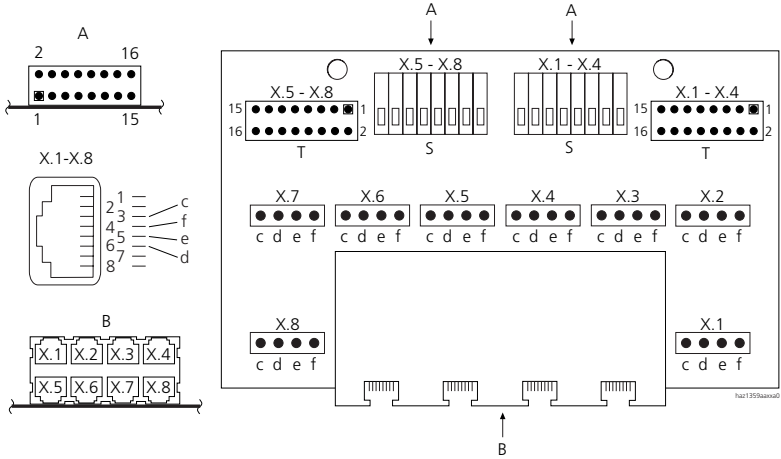 A
2 16
1 15
X.1-X.8
1
2
3
4
5
6
7
8
c
f
e
d
B
X.1 X.2 X.3 X.4
X.5 X.6 X.7 X.8
A A
X.5 - X.8 X.1 - X.4
X.5 - X.8 X.1 - X.4
15 1 15 1
16 2 16 2
T S S T
X.7 X.6 X.5 X.4 X.3 X.2
c d e f c d e f c d e f c d e f c d e f c d e f
X.8 X.1
c d e f c d e f
haz1359aaxxa0
B